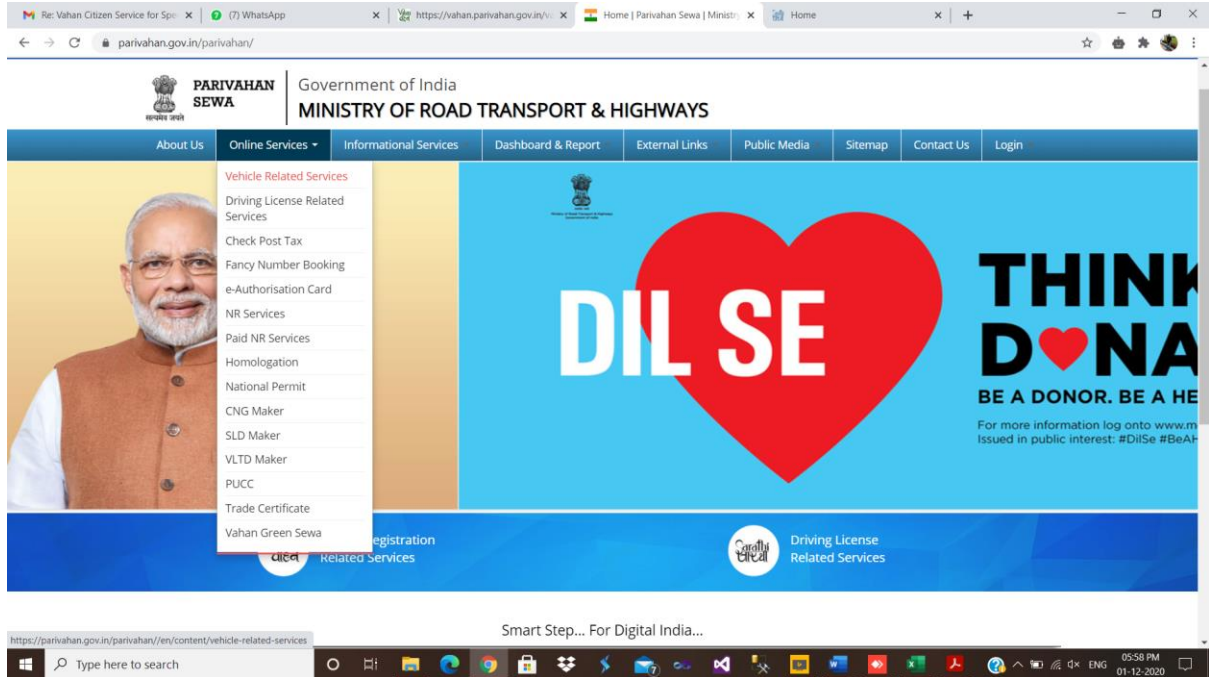 Re: Vahan Citizen Service for Spe
(7) WhatsApp
https://vahan.parivahan.gov.in/v
Home | Parivahan Sewa | Ministry
Home
parivahan.gov.in/parivahan/
सत्यमेव जयते
PARIVAHAN
SEWA
Government of India
MINISTRY OF ROAD TRANSPORT & HIGHWAYS
About Us
Online Services
Informational Services
Dashboard & Report
External Links
Public Media
Sitemap
Contact Us
Login
Vehicle Related Services
Driving License Related
Services
Check Post Tax
Fancy Number Booking
e-Authorisation Card
NR Services
Paid NR Services
Homologation
National Permit
CNG Maker
SLD Maker
VLTD Maker
PUCC
Trade Certificate
Vahan Green Sewa
DIL SE
THINK
DONA
BE A DONOR. BE A HE
For more information log onto www.m
Issued in public interest: #DilSe #BeAH
egistration
Related Services
Driving License
Related Services
Smart Step... For Digital India...
https://parivahan.gov.in/parivahan//en/content/vehicle-related-services
Type here to search
ENG
05:58 PM
01-12-2020